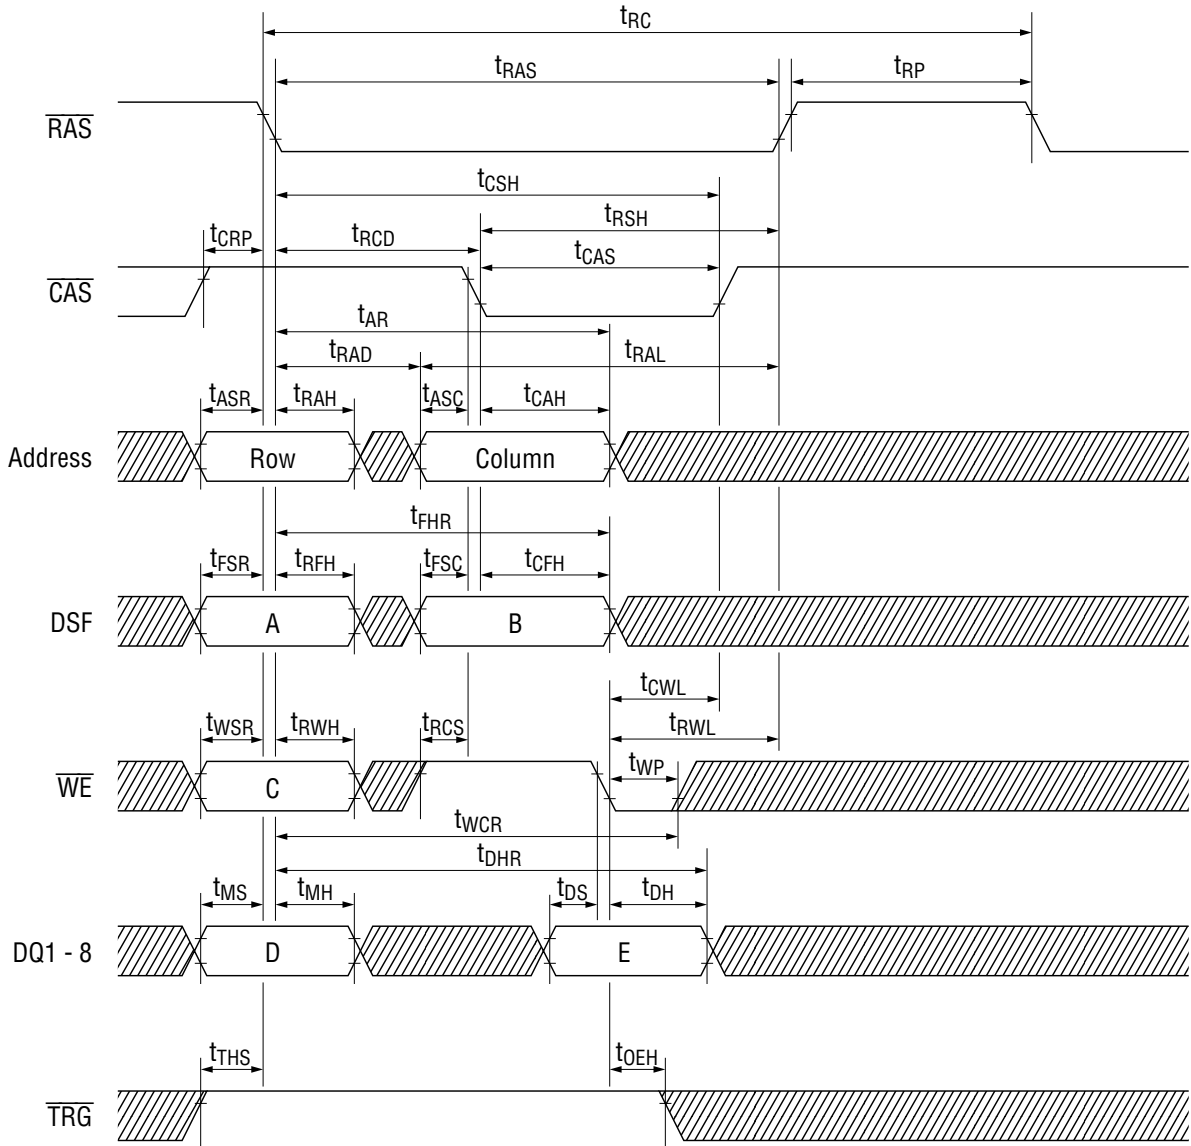 tRC
tRAS
tRP
RAS
tCSH
tRSH
tCRP
tRCD
tCAS
CAS
tAR
tRAD
tRAL
tASR
tRAH
tASC
tCAH
Address
Row
Column
tFHR
tFSR
tRFH
tFSC
tCFH
DSF
A
B
tCWL
tWSR
tRWH
tRCS
tRWL
tWP
WE
C
tWCR
tDHR
tMS
tMH
tDS
tDH
DQ1 - 8
D
E
tTHS
tOEH
TRG